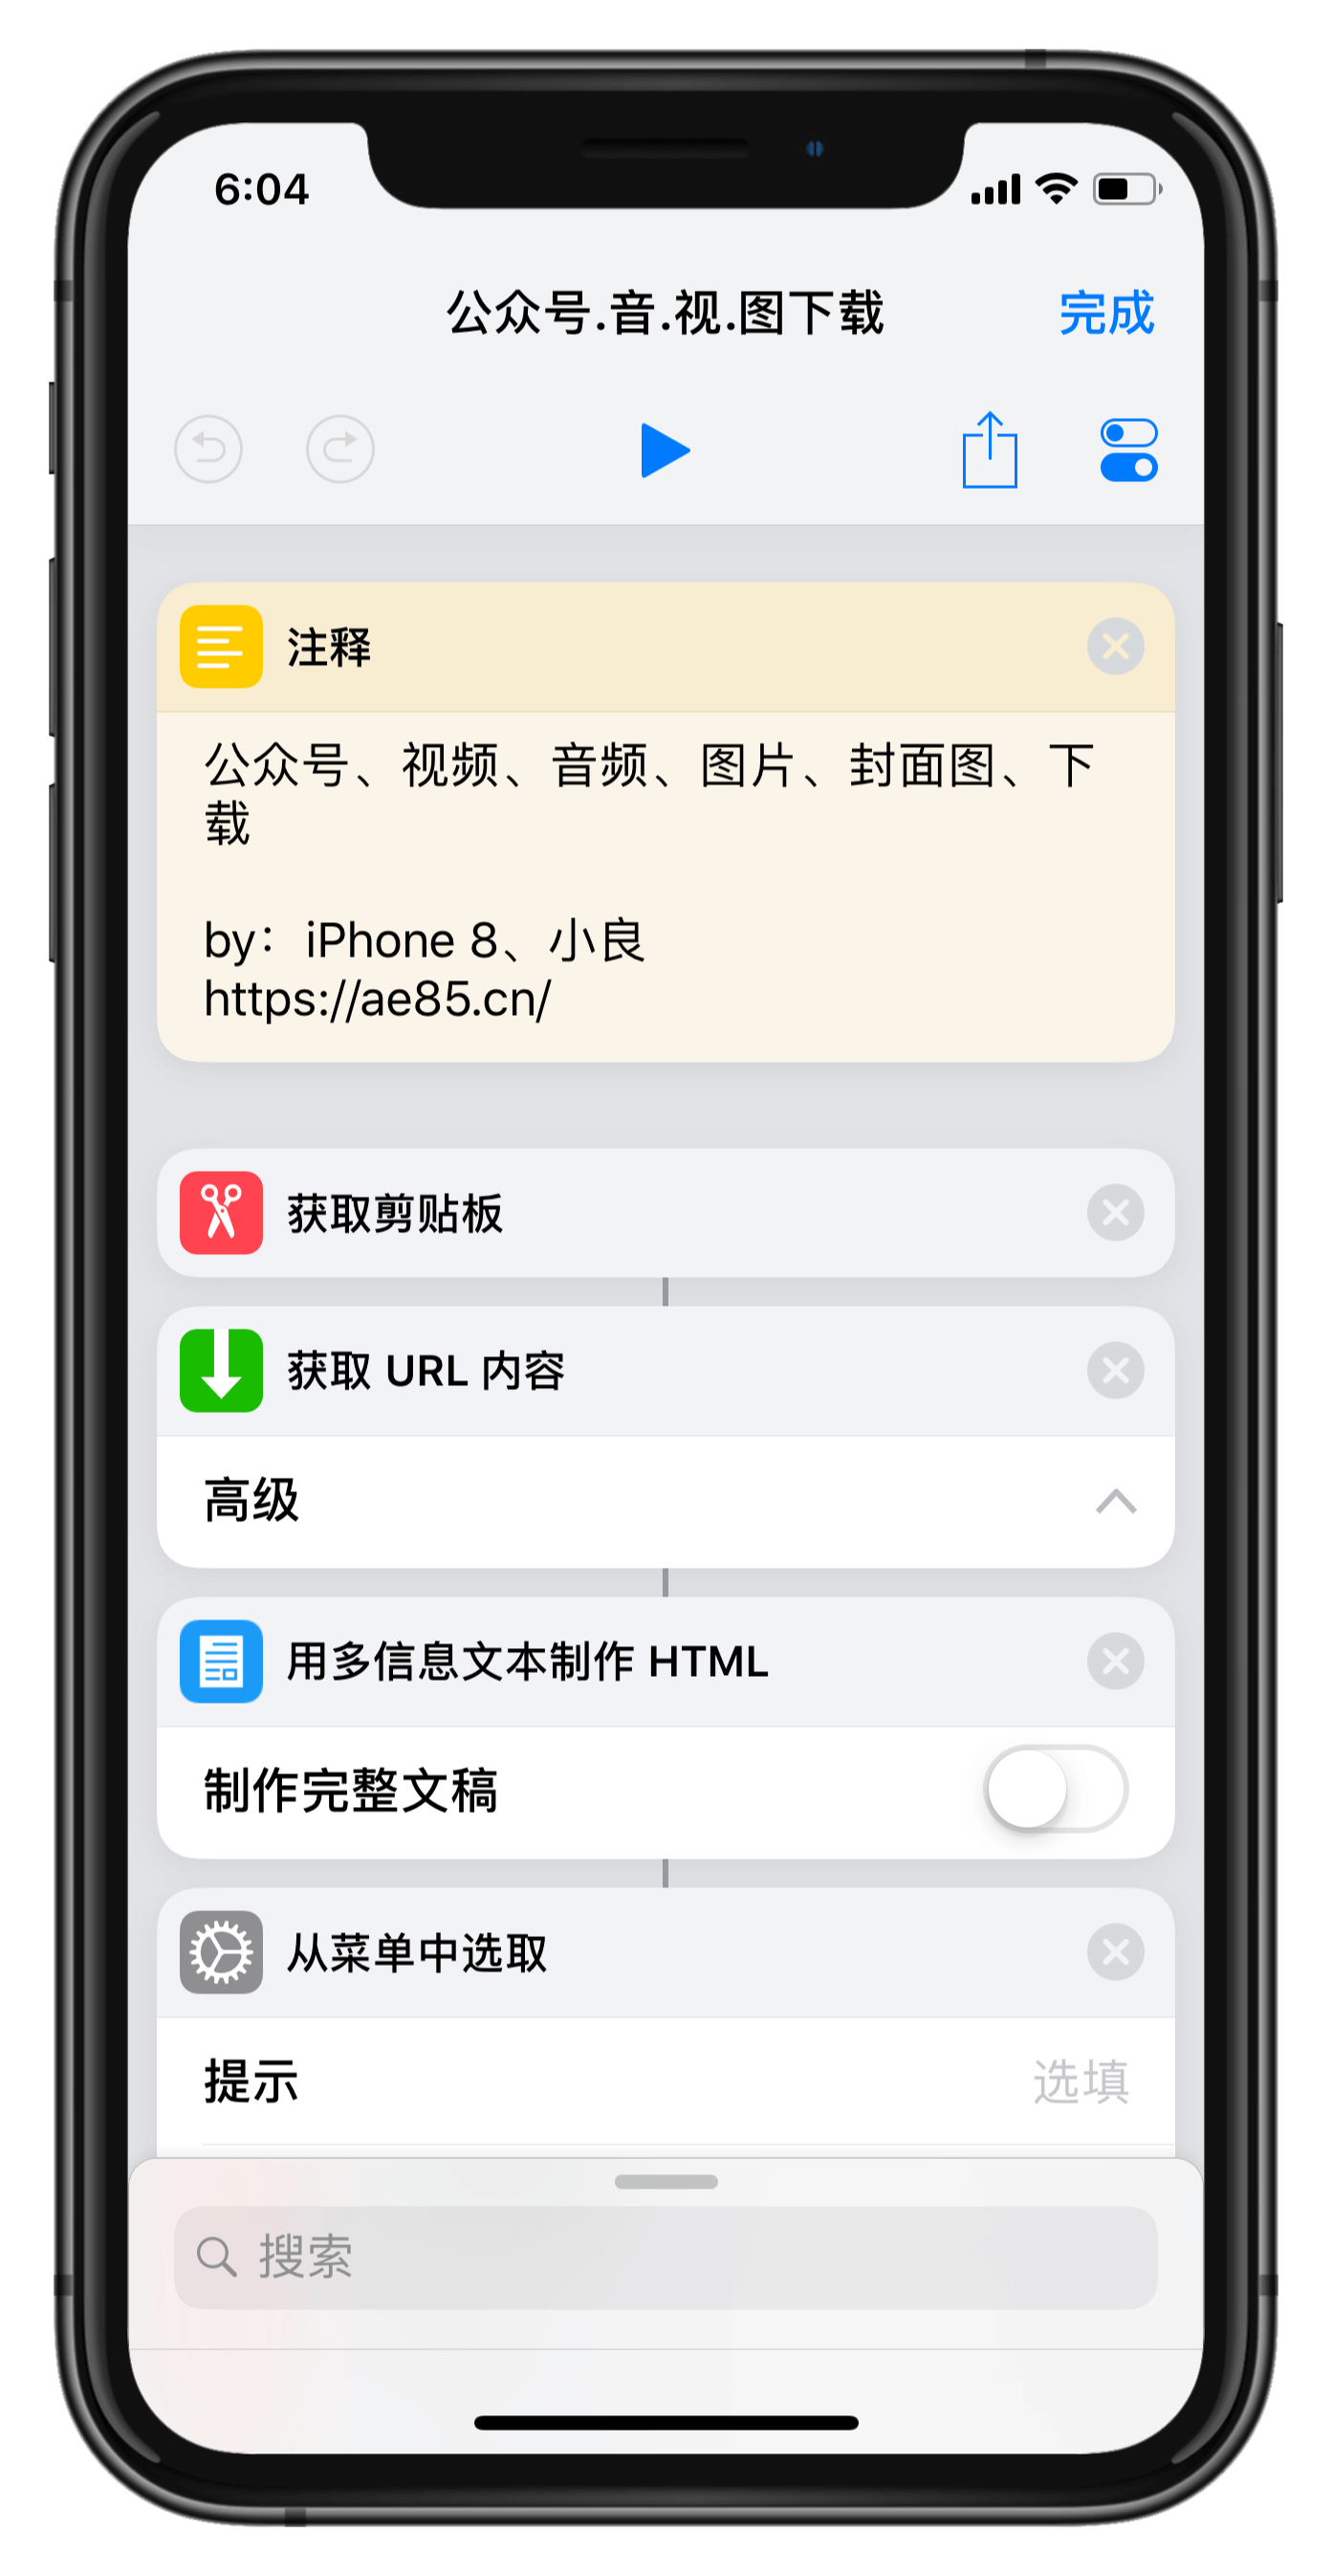 6:04
公众号.音.视.图下载
完成
注释
公众号、视频、音频、图片、封面图、下
载
by：iPhone 8、小良
https://ae85.cn/
获取剪贴板
获取 URL 内容
高级
用多信息文本制作 HTML
制作完整文稿
从菜单中选取
提示
选填
搜索